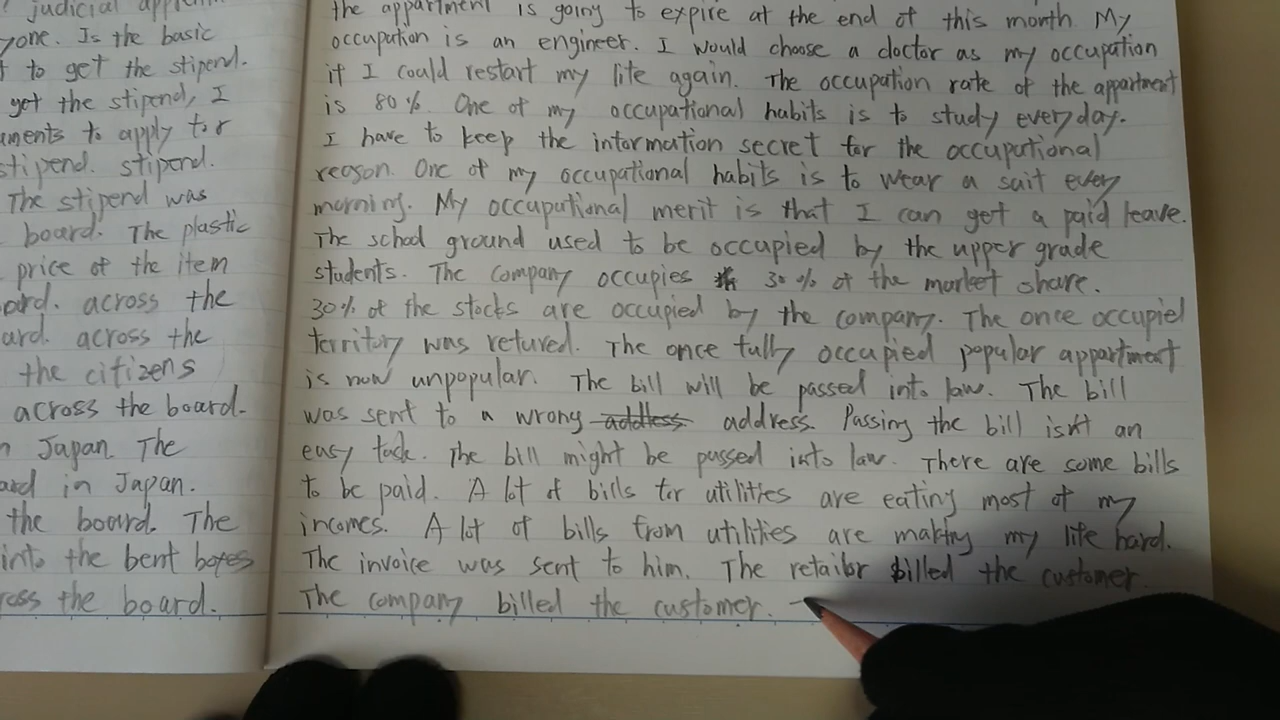 judicial
yone. Is the basic
to get the stipend.
get the stipend, I
uments to apply for
stipend. stipend.
The stipend was
board. The plastic
price of the item
oard. across the
ard. across the
the citizens
across the board.
n Japan. The
ard in Japan.
the board. The
into the bent boxes
ross the board.
the appartment is going to expire at the end of this month. My
occupation is an engineer. I would choose a doctor as my occupation
if I could restart my life again. The occupation rate of the appartment
is 80%. One of my occupational habits is to study everyday.
I have to keep the information secret for the occupational
reason. One of my occupational habits is to wear a suit every
morning. My occupational merit is that I can get a paid leave.
The school ground used to be occupied by the upper grade
students. The company occupies 30% of the market share.
30% of the stocks are occupied by the company. The once occupied
territory was retured. The once fully occupied popular appartment
is now unpopular. The bill will be passed into law. The bill
was sent to a wrong addless address. Passing the bill isn't an
easy task. The bill might be passed into law. There are some bills
to be paid. A lot of bills for utilities are eating most of my
incomes. A lot of bills from utilities are making my life hard.
The invoice was sent to him. The retailor billed the customer.
The company billed the customer.